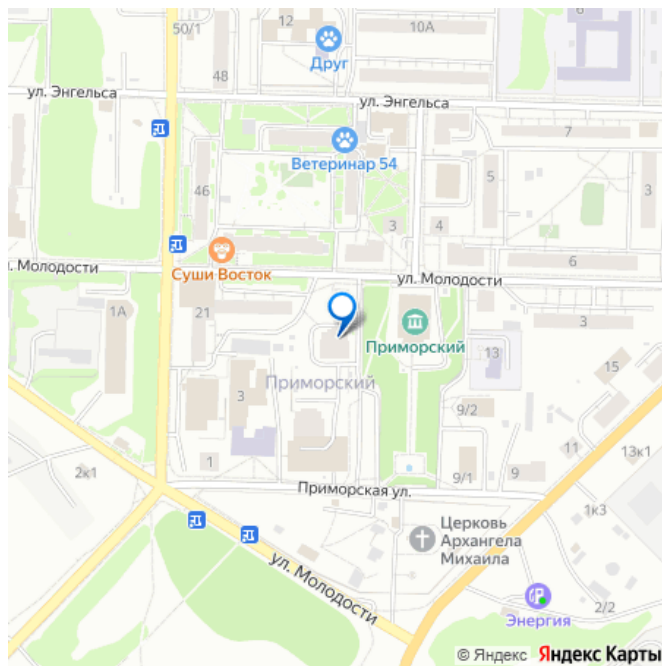 12
50/1
10А
6
Друг
48
ул. Энгельса
ул. Энгельса
7
Ветеринар 54
46
5
3
4
6
. Молодости
Суши Восток
ул. Молодости
1А
21
3
Приморский
13
15
Приморский
3
9/2
11
13к1
1
2к1
9/1
9
Приморская ул.
1к3
Церковь
Архангела
Михаила
ул. Молодости
Энергия
2/2
© Яндекс Яндекс Карты